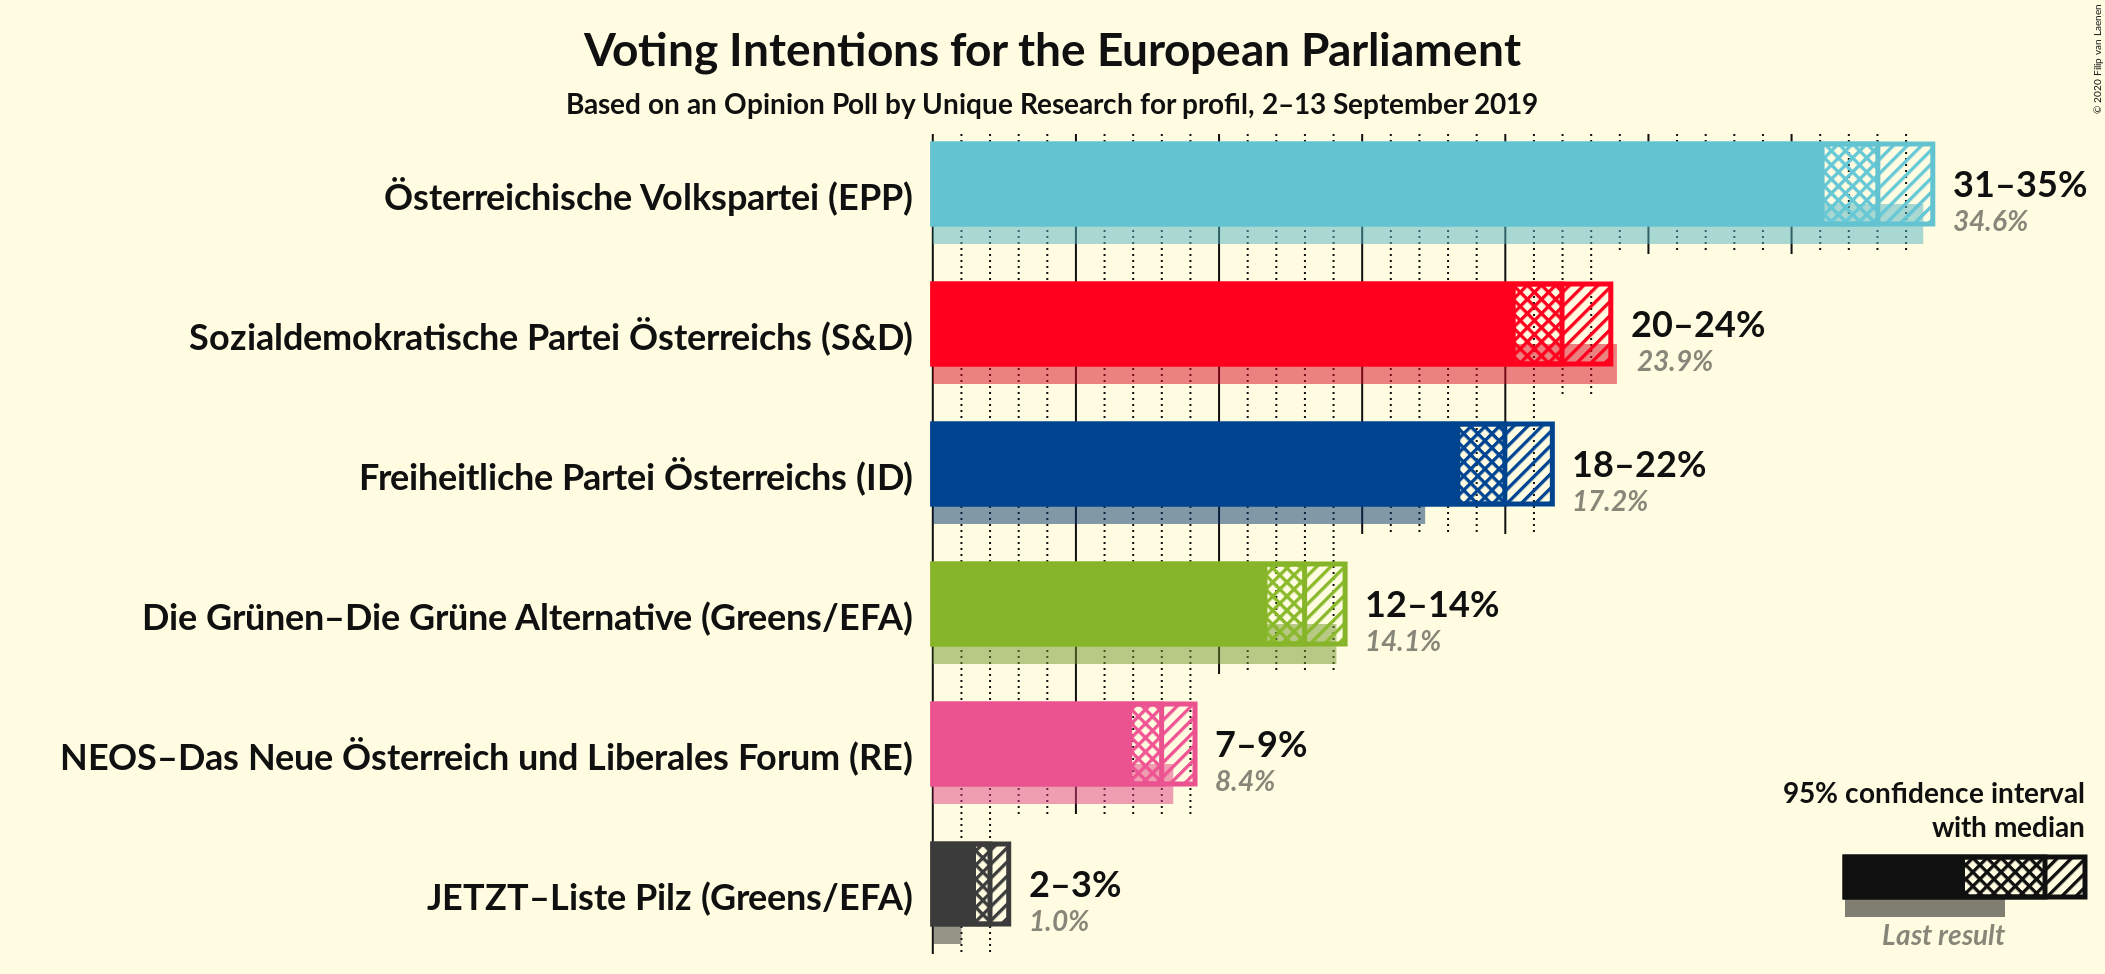 Voting Intentions for the European Parliament
Based on an Opinion Poll by Unique Research for profil, 2–13 September 2019
© 2020 Filip van Laenen
Österreichische Volkspartei (EPP)
31–35%
34.6%
Sozialdemokratische Partei Österreichs (S&D)
20–24%
23.9%
Freiheitliche Partei Österreichs (ID)
18–22%
17.2%
Die Grünen–Die Grüne Alternative (Greens/EFA)
12–14%
14.1%
NEOS–Das Neue Österreich und Liberales Forum (RE)
7–9%
8.4%
JETZT–Liste Pilz (Greens/EFA)
2–3%
1.0%
95% confidence interval
with median
Last result